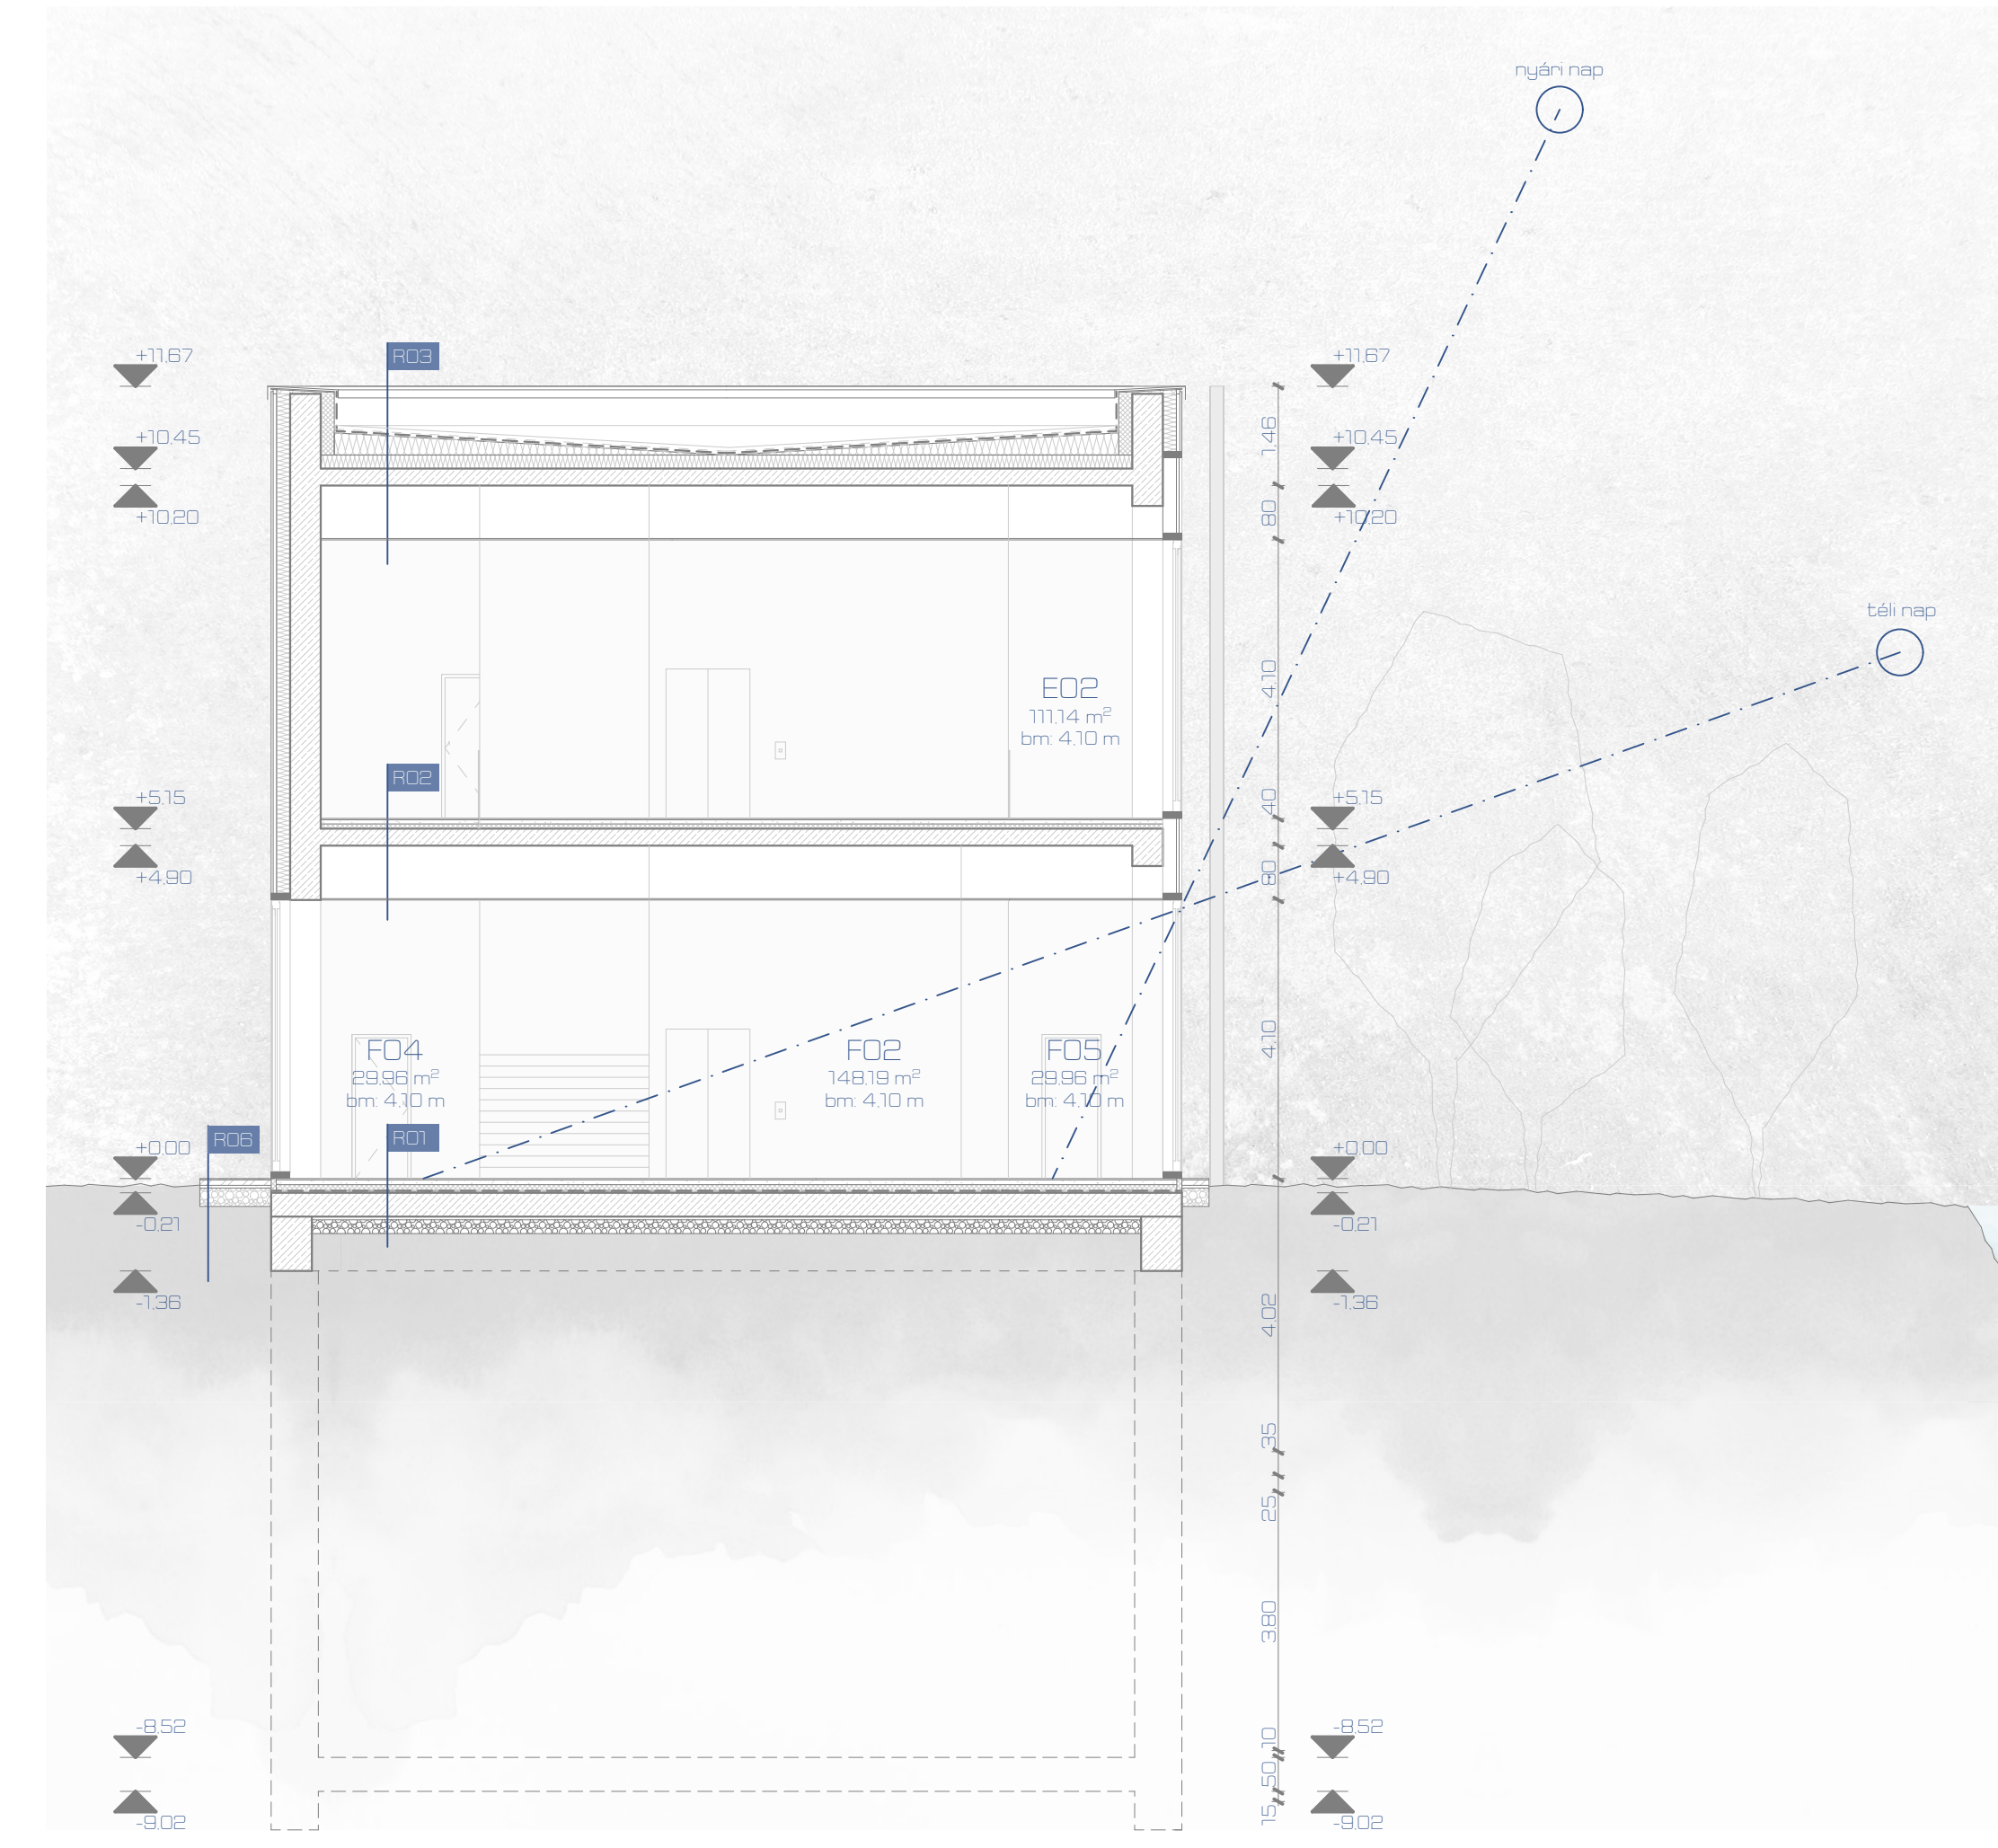 nyári nap
téli nap
+11,67
R03
+11,67
+10,45
+10,45
+10,20
+10,20
1,46
80
4,10
40
80
4,10
4,02
35
25
3,80
10
50
15
E02
111,14 m²
bm: 4,10 m
R02
+5,15
+5,15
+4,90
+4,90
F04
29,96 m²
bm: 4,10 m
F02
148,19 m²
bm: 4,10 m
F05
29,96 m²
bm: 4,10 m
R06
R01
+0,00
+0,00
-0,21
-0,21
-1,36
-1,36
-8,52
-8,52
-9,02
-9,02